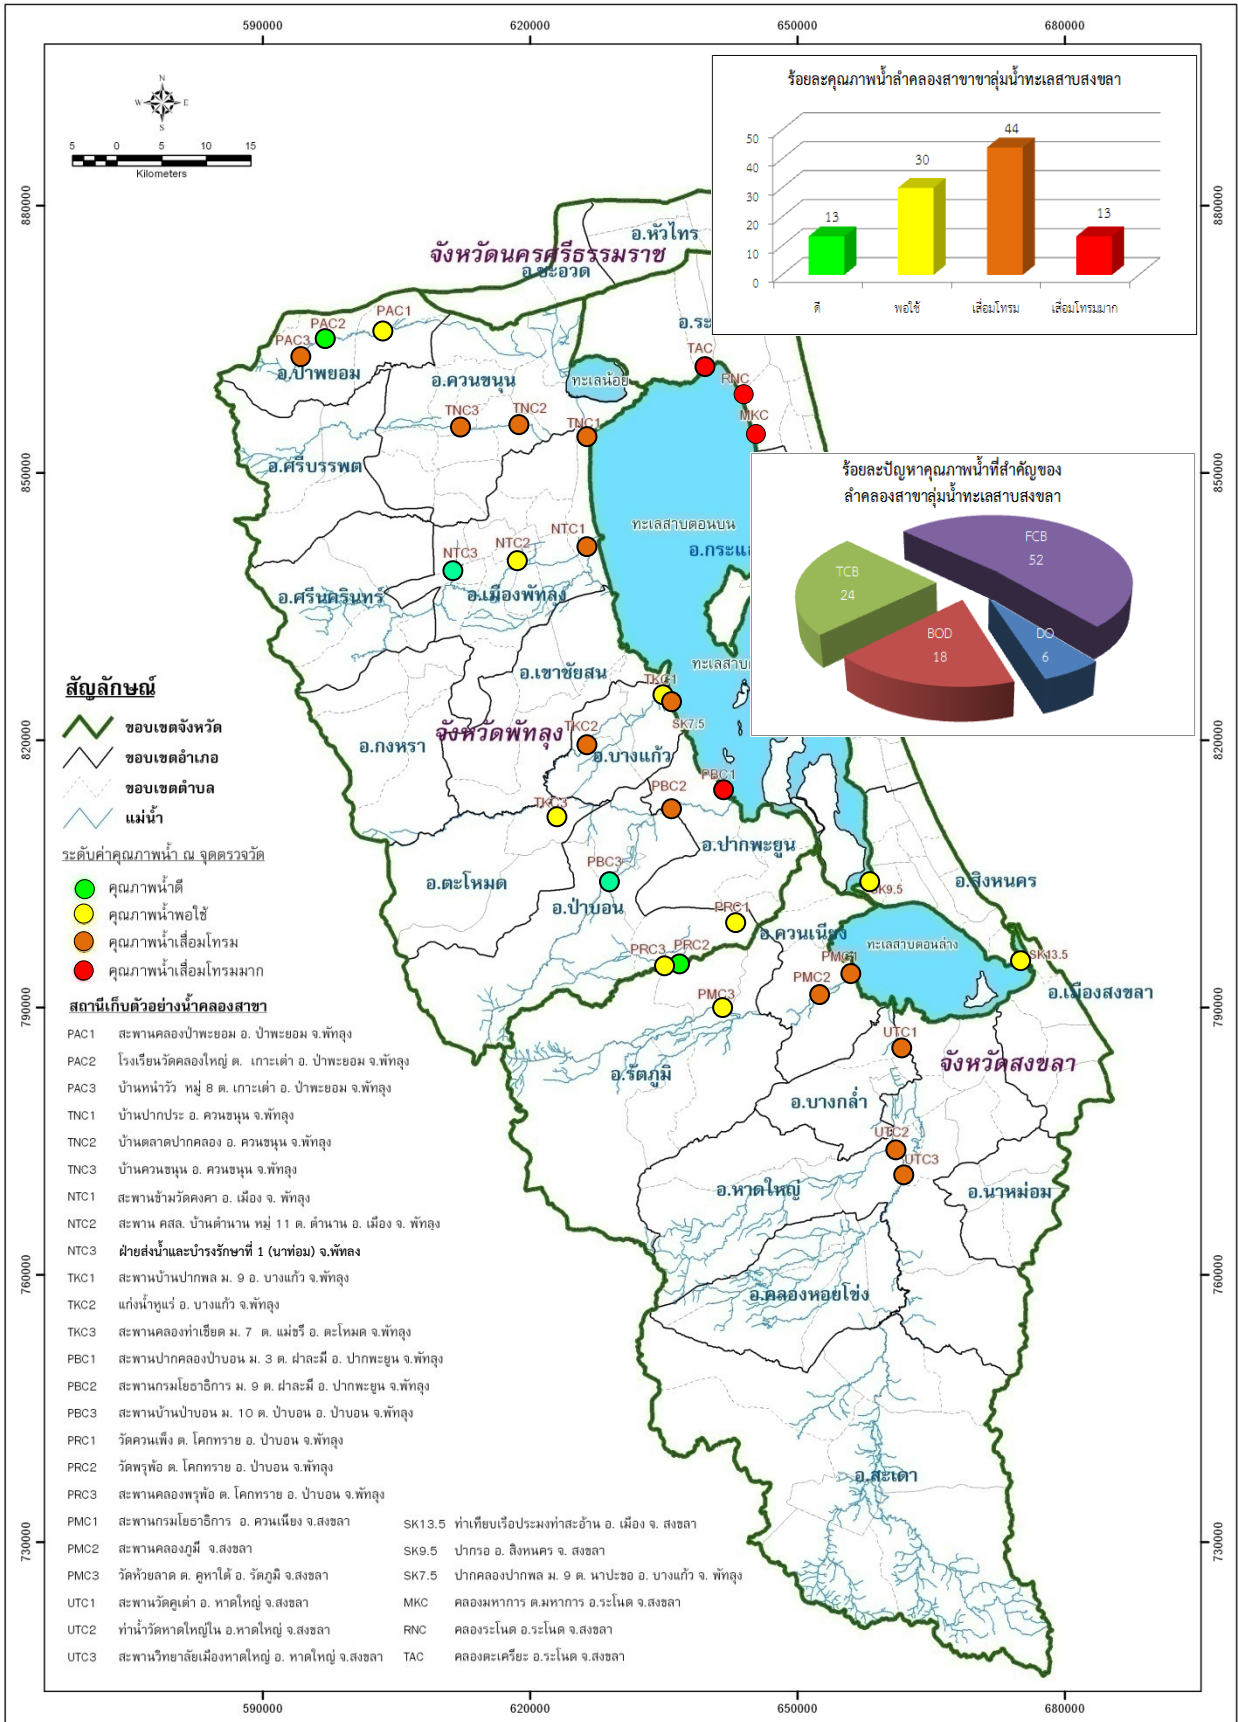 590000
620000
650000
680000
N
W
E
S
5 0 5 10 15
Kilometers
880000
850000
820000
790000
760000
730000
880000
850000
820000
790000
760000
730000
ร้อยละคุณภาพน้ำลำคลองสาขาขาลุ่มน้ำทะเลสาบสงขลา
50
40
30
20
10
0
13
30
44
13
ดี
พอใช้
เสื่อมโทรม
เสื่อมโทรมมาก
อ.หัวไทร
จังหวัดนครศรีธรรมราช
อ.ชะอวด
อ.ระ
PAC1
PAC2
PAC3
อ.ป่าพยอม
อ.ควนขนุน
ทะเลน้อย
TAC
RNC
MKC
TNC3
TNC2
TNC1
อ.ศรีบรรพต
ร้อยละปัญหาคุณภาพน้ำที่สำคัญของ
ลำคลองสาขาลุ่มน้ำทะเลสาบสงขลา
FCB
52
TCB
24
BOD
18
DO
6
ทะเลสาบตอนบน
อ.กระแส
NTC1
NTC2
NTC3
อ.ศรีนครินทร์
อ.เมืองพัทลุง
อ.เขาชัยสน
ทะเลสาบต
TKC1
SK7.5
TKC2
จังหวัดพัทลุง
อ.กงหรา
อ.บางแก้ว
PBC1
PBC2
TKC3
อ.ปากพะยูน
PBC3
อ.ตะโหมด
อ.ป่าบอน
SK9.5
อ.สิงหนคร
PRC1
อ.ควนเนียง
ทะเลสาบตอนล่าง
PRC3
PRC2
PMC1
PMC2
SK13.5
PMC3
อ.เมืองสงขลา
UTC1
อ.รัตภูมิ
จังหวัดสงขลา
อ.บางกล่ำ
UTC2
UTC3
อ.หาดใหญ่
อ.นาหม่อม
อ.คลองหอยโข่ง
อ.สะเดา
สัญลักษณ์
ขอบเขตจังหวัด
ขอบเขตอำเภอ
ขอบเขตตำบล
แม่น้ำ
ระดับค่าคุณภาพน้ำ ณ จุดตรวจวัด
คุณภาพน้ำดี
คุณภาพน้ำพอใช้
คุณภาพน้ำเสื่อมโทรม
คุณภาพน้ำเสื่อมโทรมมาก
สถานีเก็บตัวอย่างน้ำคลองสาขา
PAC1 สะพานคลองป่าพะยอม อ. ป่าพะยอม จ.พัทลุง
PAC2 โรงเรียนวัดคลองใหญ่ ต. เกาะเต่า อ. ป่าพะยอม จ.พัทลุง
PAC3 บ้านหนำวัว หมู่ 8 ต. เกาะเต่า อ. ป่าพะยอม จ.พัทลุง
TNC1 บ้านปากประ อ. ควนขนุน จ.พัทลุง
TNC2 บ้านตลาดปากคลอง อ. ควนขนุน จ.พัทลุง
TNC3 บ้านควนขนุน อ. ควนขนุน จ.พัทลุง
NTC1 สะพานข้ามวัดคงคา อ. เมือง จ. พัทลุง
NTC2 สะพาน คสล. บ้านตำนาน หมู่ 11 ต. ตำนาน อ. เมือง จ. พัทลุง
NTC3 ฝ่ายส่งน้ำและบำรุงรักษาที่ 1 (นาท่อม) จ.พัทลง
TKC1 สะพานบ้านปากพล ม. 9 อ. บางแก้ว จ.พัทลุง
TKC2 แก่งน้ำหูแร่ อ. บางแก้ว จ.พัทลุง
TKC3 สะพานคลองท่าเชียด ม. 7 ต. แม่ขรี อ. ตะโหมด จ.พัทลุง
PBC1 สะพานปากคลองป่าบอน ม. 3 ต. ฝาละมี อ. ปากพะยูน จ.พัทลุง
PBC2 สะพานกรมโยธาธิการ ม. 9 ต. ฝาละมี อ. ปากพะยูน จ.พัทลุง
PBC3 สะพานบ้านป่าบอน ม. 10 ต. ป่าบอน อ. ป่าบอน จ.พัทลุง
PRC1 วัดควนเพ็ง ต. โคกทราย อ. ป่าบอน จ.พัทลุง
PRC2 วัดพรุพ้อ ต. โคกทราย อ. ป่าบอน จ.พัทลุง
PRC3 สะพานคลองพรุพ้อ ต. โคกทราย อ. ป่าบอน จ.พัทลุง
PMC1 สะพานกรมโยธาธิการ อ. ควนเนียง จ.สงขลา
PMC2 สะพานคลองภูมี จ.สงขลา
PMC3 วัดห้วยลาด ต. คูหาใต้ อ. รัตภูมิ จ.สงขลา
UTC1 สะพานวัดคูเต่า อ. หาดใหญ่ จ.สงขลา
UTC2 ท่าน้ำวัดหาดใหญ่ใน อ.หาดใหญ่ จ.สงขลา
UTC3 สะพานวิทยาลัยเมืองหาดใหญ่ อ. หาดใหญ่ จ.สงขลา
SK13.5 ท่าเทียบเรือประมงท่าสะอ้าน อ. เมือง จ. สงขลา
SK9.5 ปากรอ อ. สิงหนคร จ. สงขลา
SK7.5 ปากคลองปากพล ม. 9 ต. นาปะขอ อ. บางแก้ว จ. พัทลุง
MKC คลองมหาการ ต.มหาการ อ.ระโนด จ.สงขลา
RNC คลองระโนด อ.ระโนด จ.สงขลา
TAC คลองตะเครียะ อ.ระโนด จ.สงขลา
590000
620000
650000
680000